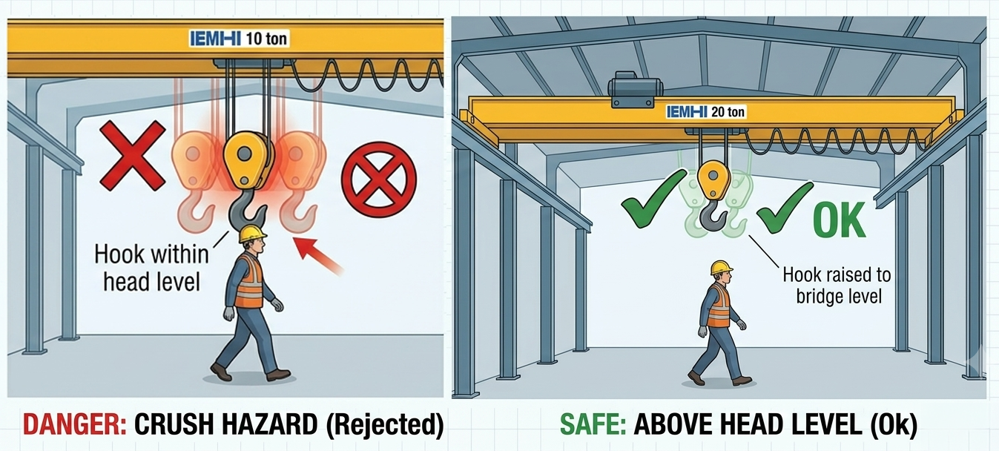 IEMHI 10 ton
Hook within
head level
DANGER: CRUSH HAZARD (Rejected)
IEMHI 20 ton
OK
Hook raised to
bridge level
SAFE: ABOVE HEAD LEVEL (Ok)